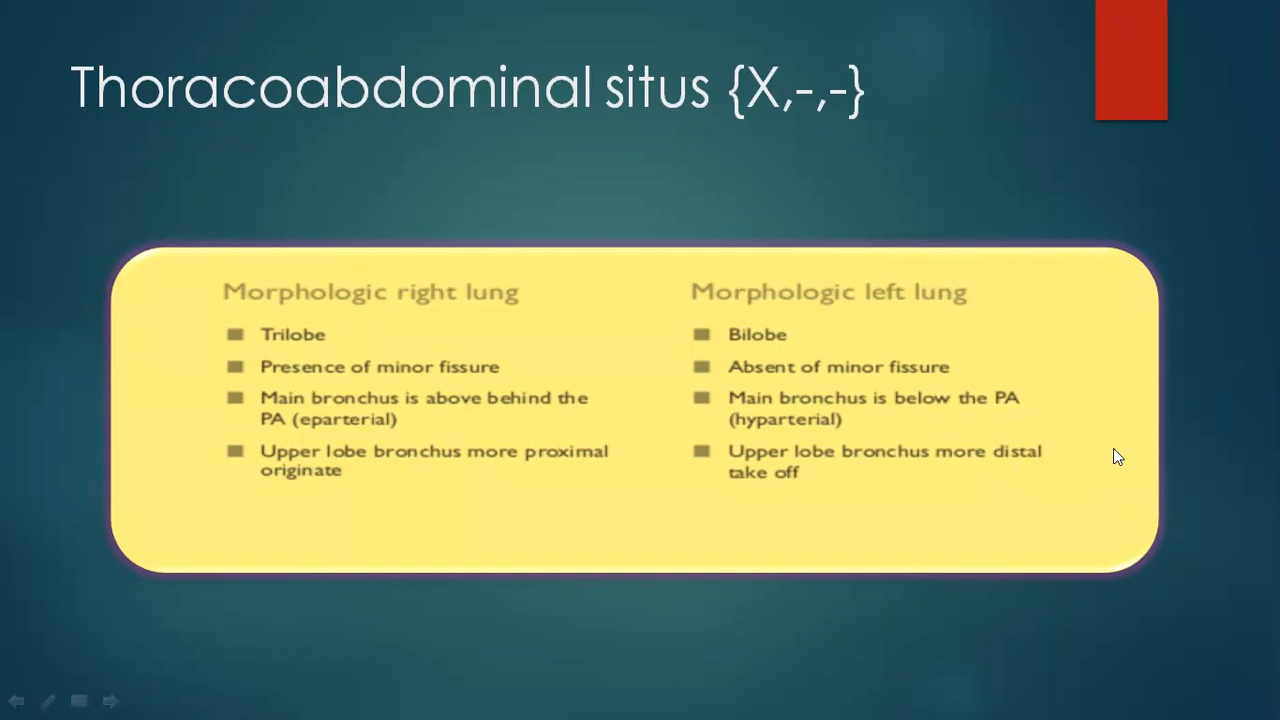 Thoracoabdominal situs {X,-,-}
Morphologic right lung
Trilobe
Presence of minor fissure
Main bronchus is above behind the
PA (eparterial)
Upper lobe bronchus more proximal
originate
Morphologic left lung
Bilobe
Absent of minor fissure
Main bronchus is below the PA
(hyparterial)
Upper lobe bronchus more distal
take off